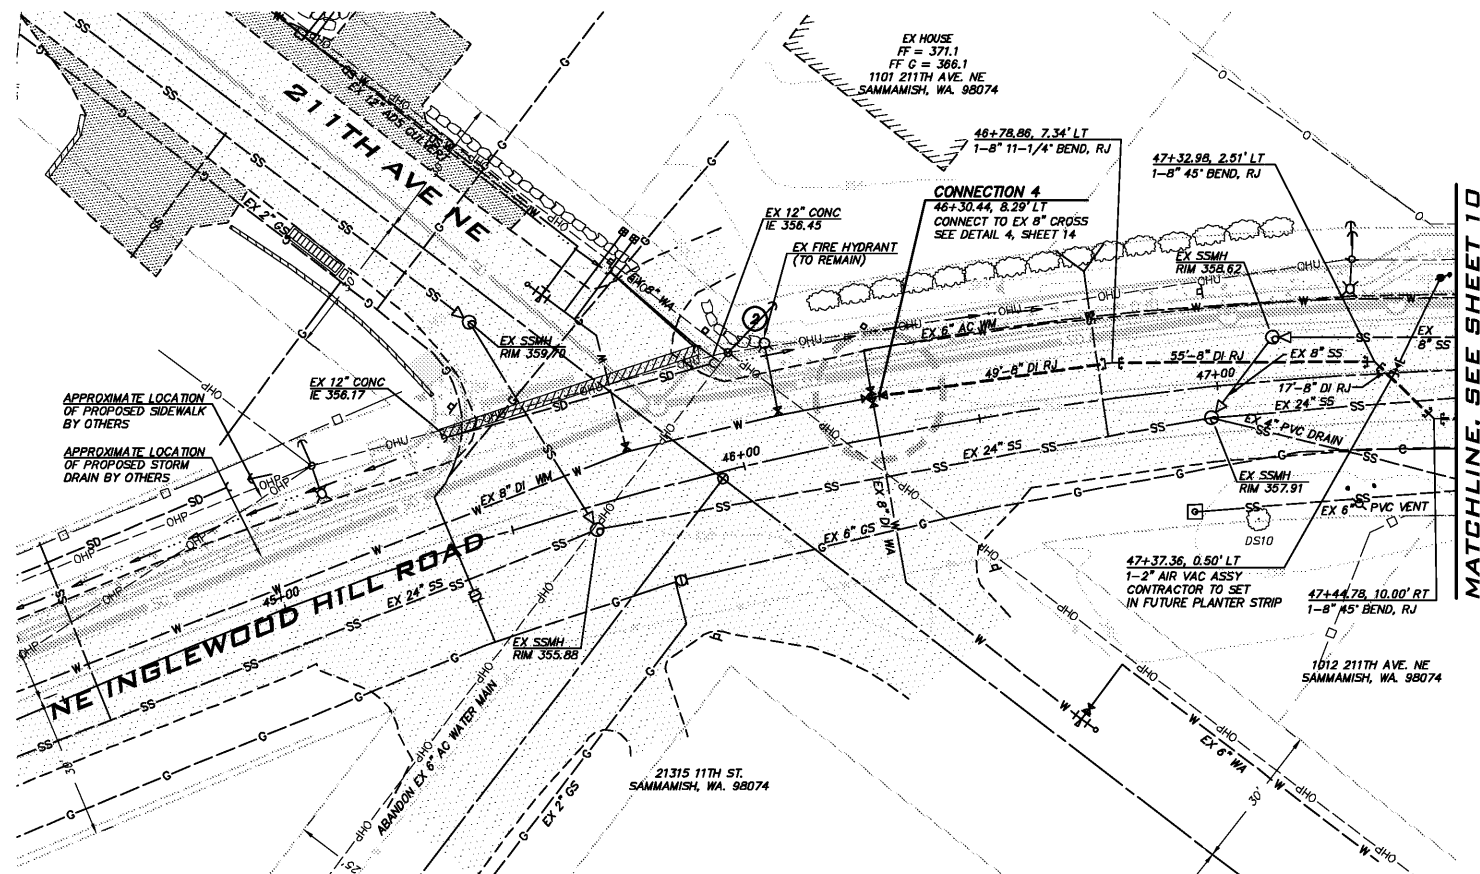 EX HOUSE
FF = 371.1
FF G = 366.1
1101 211TH AVE. NE
SAMMAMISH, WA. 98074
211TH AVE NE
EX 12" ADS CULVERT
EX 2" GS
46+78.86, 7.34' LT
1-8" 11-1/4° BEND, RJ
47+32.98, 2.51' LT
1-8" 45° BEND, RJ
CONNECTION 4
46+30.44, 8.29' LT
CONNECT TO EX 8" CROSS
SEE DETAIL 4, SHEET 14
EX 12" CONC
IE 356.45
EX FIRE HYDRANT
(TO REMAIN)
EX SSMH
RIM 358.62
MATCHLINE. SEE SHEET 10
EX SSMH
RIM 359.70
2
EX 6" AC WM
EX
8" SS
55'-8" DI RJ
EX 8" SS
49'-8" DI RJ
47+00
17'-8" DI RJ
EX 12" CONC
IE 356.17
EX 24" SS
EX 4" PVC DRAIN
APPROXIMATE LOCATION
OF PROPOSED SIDEWALK
BY OTHERS
APPROXIMATE LOCATION
OF PROPOSED STORM
DRAIN BY OTHERS
46+00
EX 24" SS
EX 8" DI WM
EX 8" DI WA
EX SSMH
RIM 357.91
EX 6" PVC VENT
DS10
EX 6" GS
NE INGLEWOOD HILL ROAD
45+00
EX 24" SS
47+37.36, 0.50' LT
1-2" AIR VAC ASSY
CONTRACTOR TO SET
IN FUTURE PLANTER STRIP
47+44.78, 10.00' RT
1-8" 45° BEND, RJ
EX SSMH
RIM 355.88
1012 211TH AVE. NE
SAMMAMISH, WA. 98074
ABANDON EX 6" AC WATER MAIN
21315 11TH ST.
SAMMAMISH, WA. 98074
EX 2" GS
EX 6" WA
30'
30'
25'